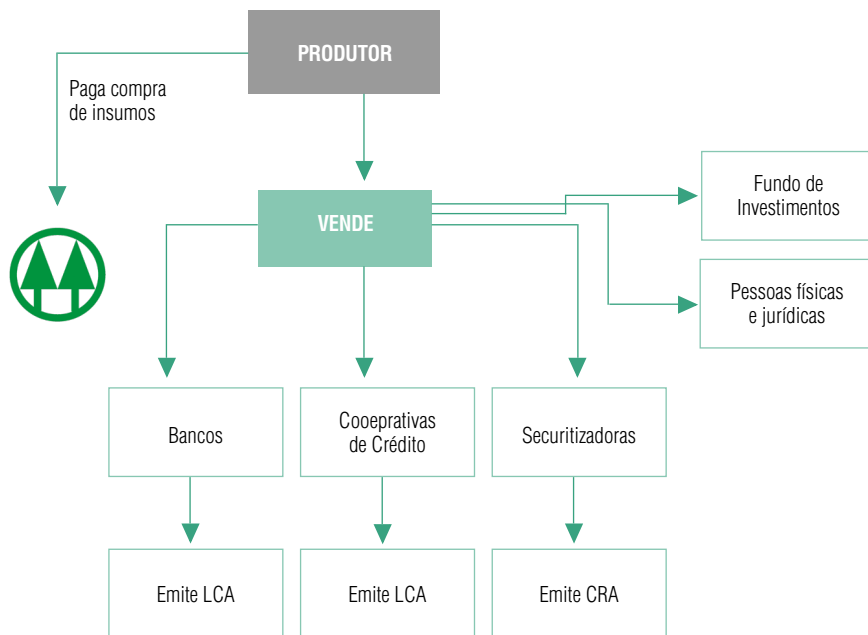 PRODUTOR
Paga compra
de insumos
VENDE
Fundo de
Investimentos
Pessoas físicas
e jurídicas
Bancos
Cooeprativas
de Crédito
Securitizadoras
Emite LCA
Emite LCA
Emite CRA